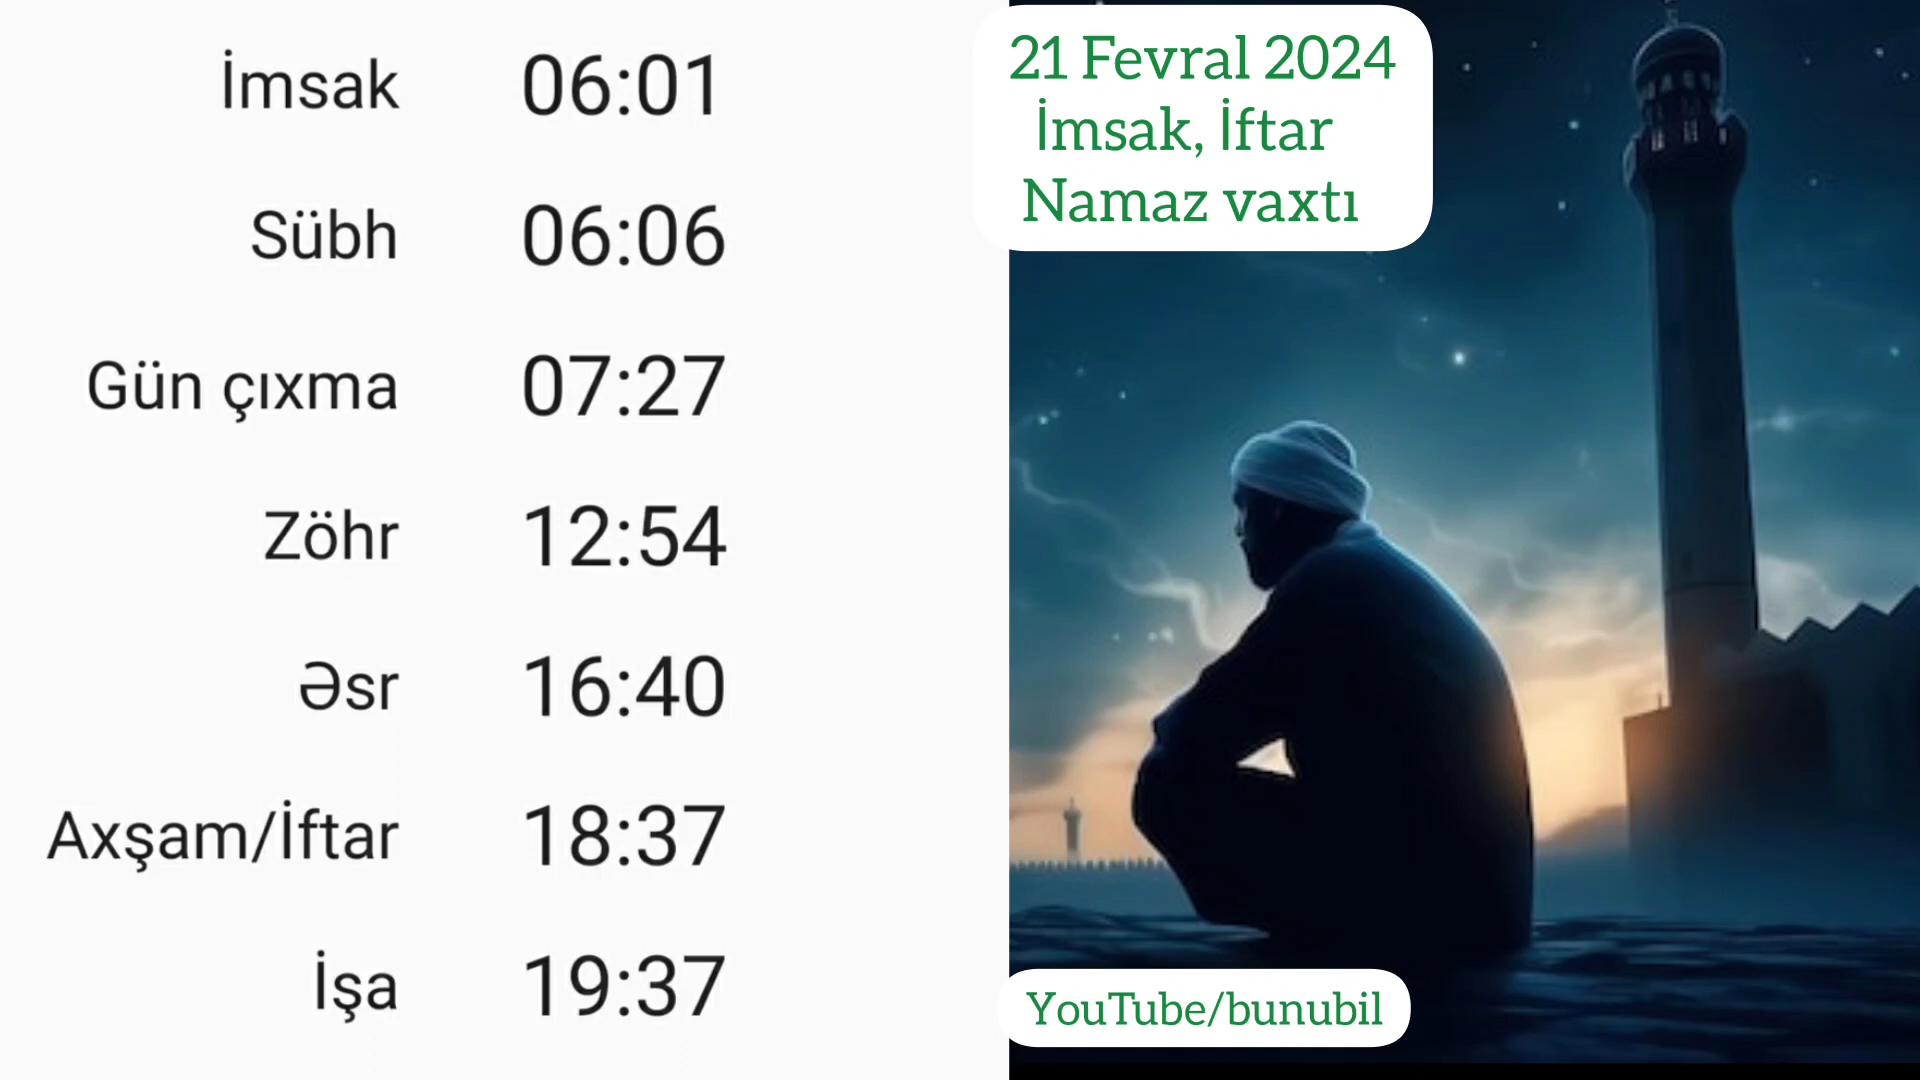 İmsak 06:01
Sübh 06:06
Gün çıxma 07:27
Zöhr 12:54
Əsr 16:40
Axşam/İftar 18:37
İşa 19:37
21 Fevral 2024
İmsak, İftar
Namaz vaxtı
YouTube/bunubil